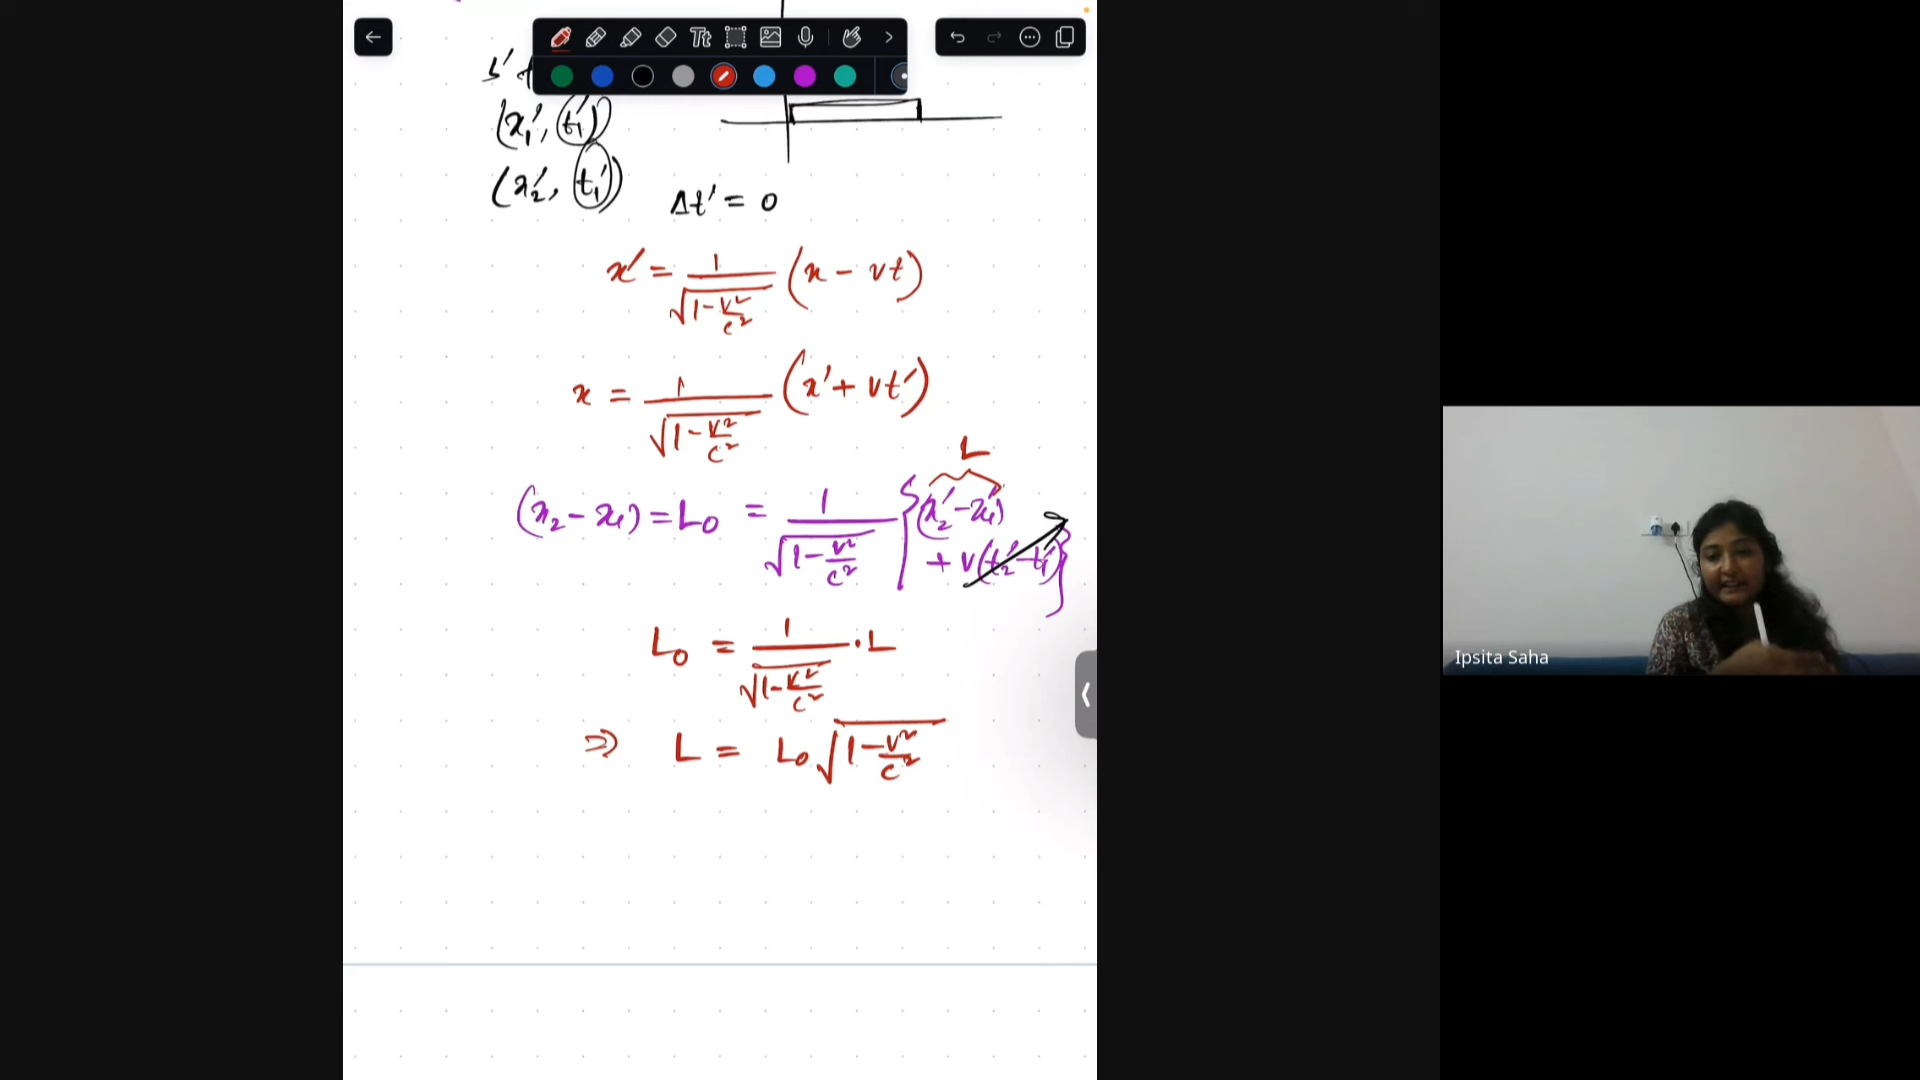 Tt
s'
(x₁', t₁')
(x₂', t₁')
Δt' = 0
x' = 1/√(1-v²/c²) (x - vt)
x = 1/√(1-v²/c²) (x' + vt')
L
(x₂ - x₁) = L₀ = 1/√(1-v²/c²) {(x₂' - x₁')
+ v(t₂' - t₁')}
L₀ = 1/√(1-v²/c²) · L
⇒ L = L₀ √(1-v²/c²)
Ipsita Saha